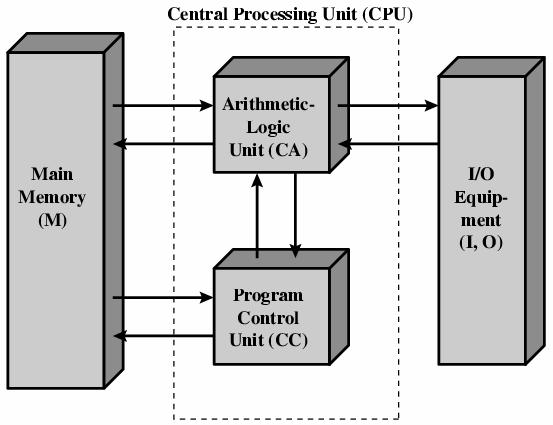 Central Processing Unit (CPU)
Main
Memory
(M)
Arithmetic-
Logic
Unit (CA)
Program
Control
Unit (CC)
I/O
Equip-
ment
(I, O)